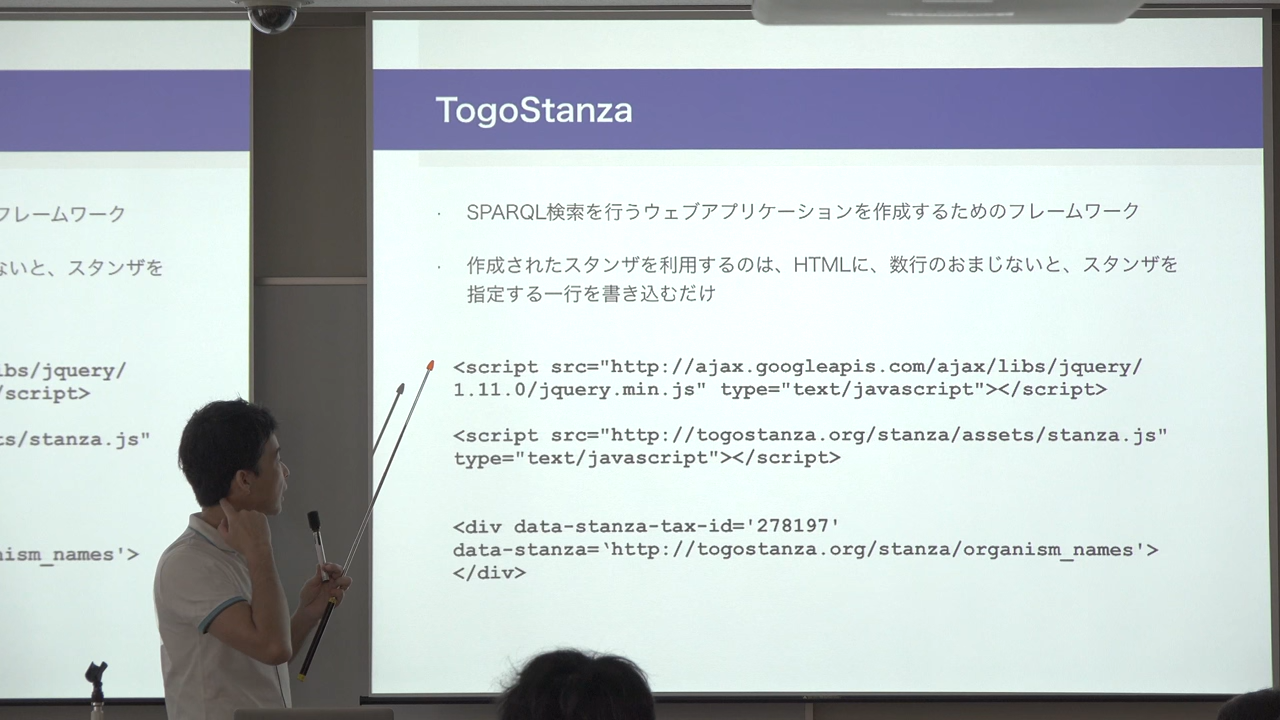 TogoStanza
· SPARQL検索を行うウェブアプリケーションを作成するためのフレームワーク
· 作成されたスタンザを利用するのは、HTMLに、数行のおまじないと、スタンザを
指定する一行を書き込むだけ
<script src="http://ajax.googleapis.com/ajax/libs/jquery/
1.11.0/jquery.min.js" type="text/javascript"></script>
<script src="http://togostanza.org/stanza/assets/stanza.js"
type="text/javascript"></script>
<div data-stanza-tax-id='278197'
data-stanza=‘http://togostanza.org/stanza/organism_names'>
</div>
フレームワーク
ないと、スタンザを
ibs/jquery/
/script>
ts/stanza.js"
nism_names'>